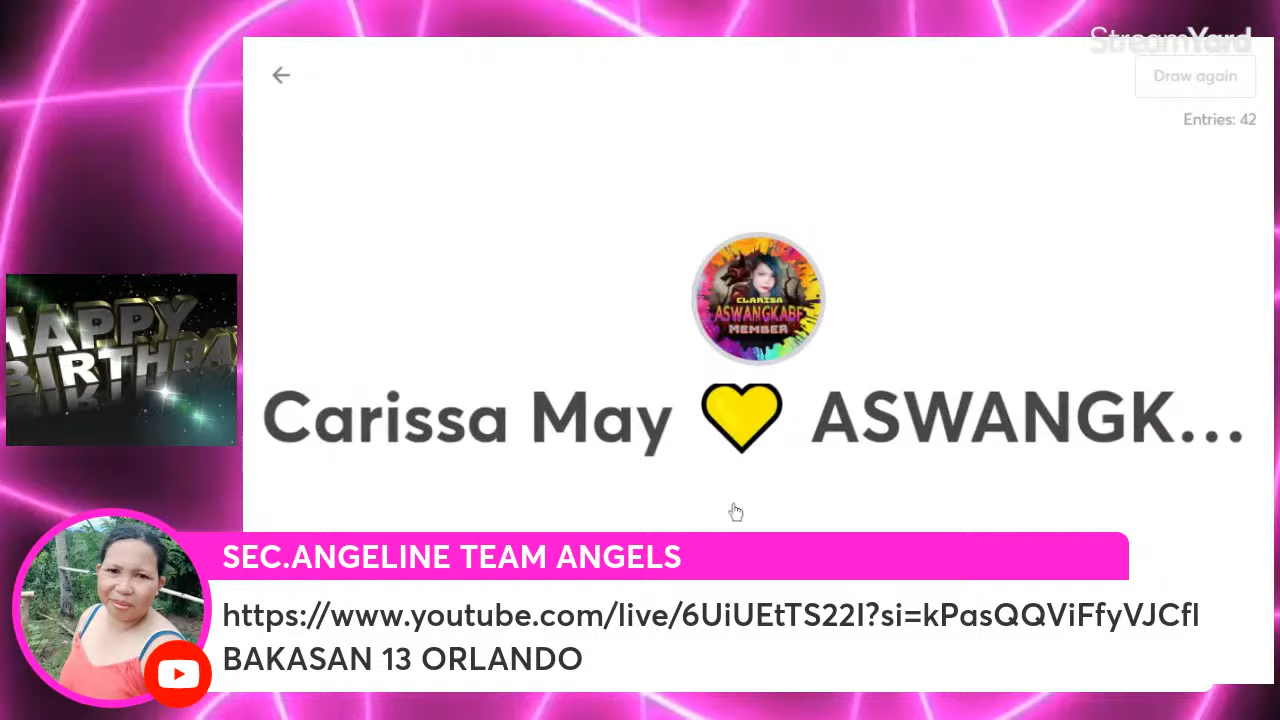 StreamYard
Draw again
Entries: 42
CLARISA
ASWANGKABF
MEMBER
Carissa May 💛 ASWANGK...
HAPPY
BIRTHDAY
SEC.ANGELINE TEAM ANGELS
https://www.youtube.com/live/6UiUEtTS22I?si=kPasQQViFfyVJCfI
BAKASAN 13 ORLANDO